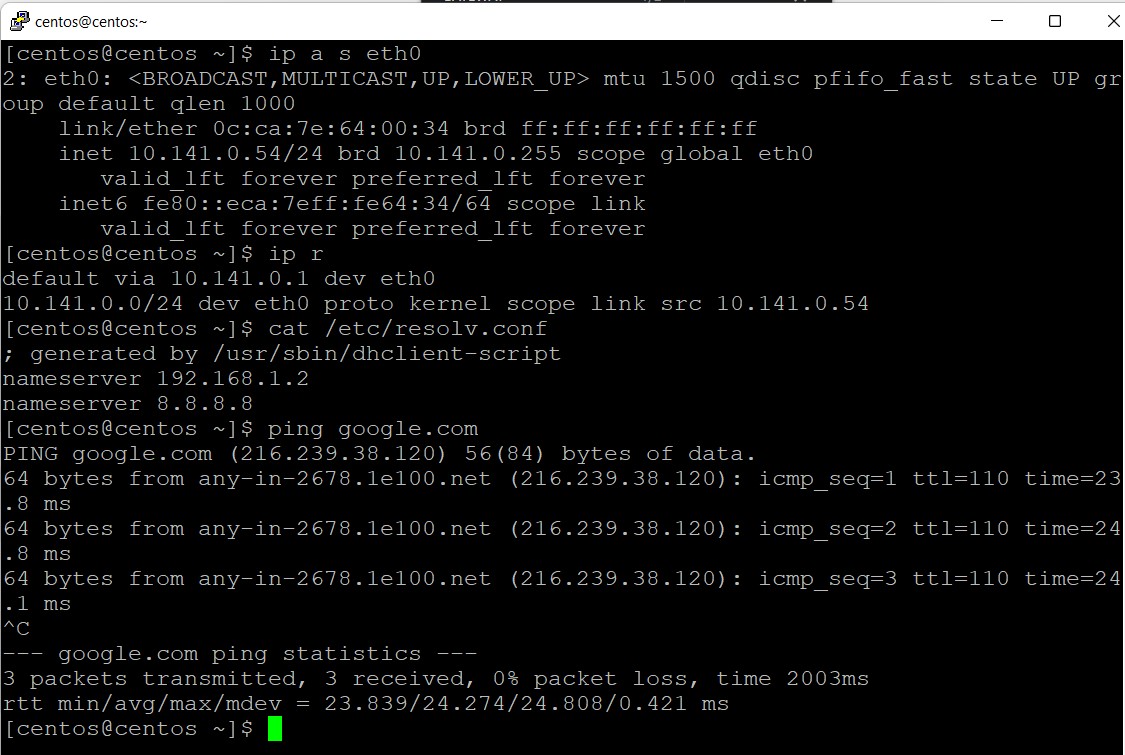 centos@centos:~
[centos@centos ~]$ ip a s eth0
2: eth0: <BROADCAST,MULTICAST,UP,LOWER_UP> mtu 1500 qdisc pfifo_fast state UP gr
oup default qlen 1000
    link/ether 0c:ca:7e:64:00:34 brd ff:ff:ff:ff:ff:ff
    inet 10.141.0.54/24 brd 10.141.0.255 scope global eth0
       valid_lft forever preferred_lft forever
    inet6 fe80::eca:7eff:fe64:34/64 scope link
       valid_lft forever preferred_lft forever
[centos@centos ~]$ ip r
default via 10.141.0.1 dev eth0
10.141.0.0/24 dev eth0 proto kernel scope link src 10.141.0.54
[centos@centos ~]$ cat /etc/resolv.conf
; generated by /usr/sbin/dhclient-script
nameserver 192.168.1.2
nameserver 8.8.8.8
[centos@centos ~]$ ping google.com
PING google.com (216.239.38.120) 56(84) bytes of data.
64 bytes from any-in-2678.1e100.net (216.239.38.120): icmp_seq=1 ttl=110 time=23
.8 ms
64 bytes from any-in-2678.1e100.net (216.239.38.120): icmp_seq=2 ttl=110 time=24
.8 ms
64 bytes from any-in-2678.1e100.net (216.239.38.120): icmp_seq=3 ttl=110 time=24
.1 ms
^C
--- google.com ping statistics ---
3 packets transmitted, 3 received, 0% packet loss, time 2003ms
rtt min/avg/max/mdev = 23.839/24.274/24.808/0.421 ms
[centos@centos ~]$